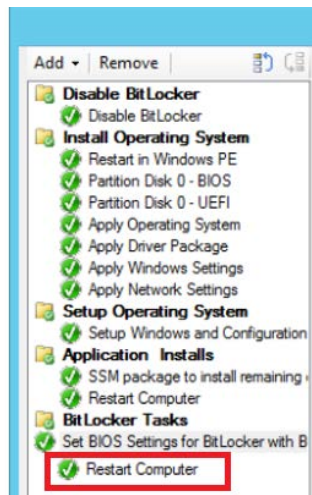 Add Remove
Disable BitLocker
Disable BitLocker
Install Operating System
Restart in Windows PE
Partition Disk 0 - BIOS
Partition Disk 0 - UEFI
Apply Operating System
Apply Driver Package
Apply Windows Settings
Apply Network Settings
Setup Operating System
Setup Windows and Configuration
Application Installs
SSM package to install remaining
Restart Computer
BitLocker Tasks
Set BIOS Settings for BitLocker with B
Restart Computer